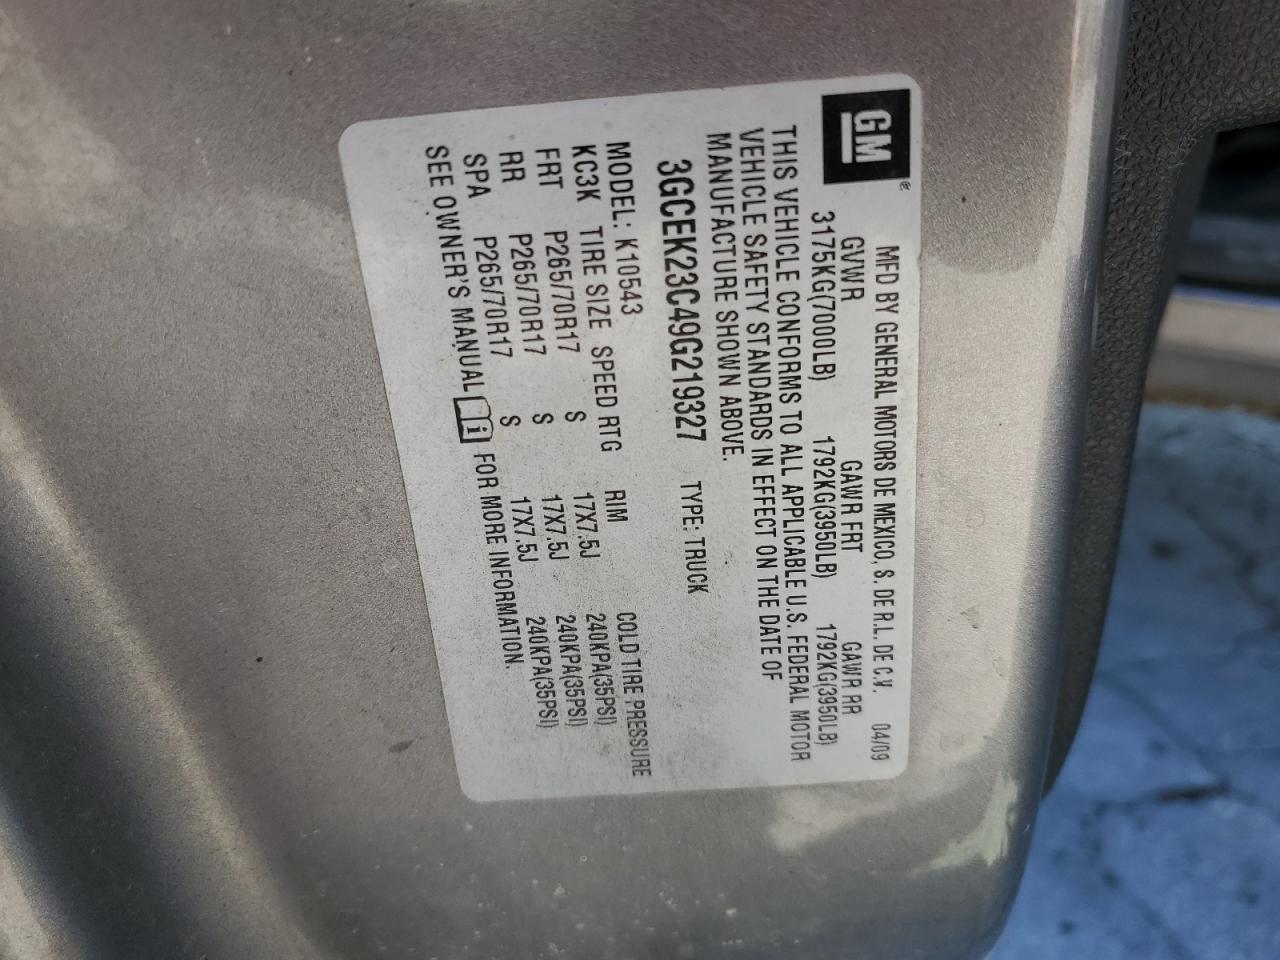 GM®
MFD BY GENERAL MOTORS DE MEXICO, S. DE R.L. DE C.V. 04/09
GVWR GAWR FRT GAWR RR
3175KG(7000LB) 1792KG(3950LB) 1792KG(3950LB)
THIS VEHICLE CONFORMS TO ALL APPLICABLE U.S. FEDERAL MOTOR
VEHICLE SAFETY STANDARDS IN EFFECT ON THE DATE OF
MANUFACTURE SHOWN ABOVE.
3GCEK23C49G219327 TYPE: TRUCK
MODEL: K10543
KC3K TIRE SIZE SPEED RTG RIM COLD TIRE PRESSURE
FRT P265/70R17 S 17X7.5J 240KPA(35PSI)
RR P265/70R17 S 17X7.5J 240KPA(35PSI)
SPA P265/70R17 S 17X7.5J 240KPA(35PSI)
SEE OWNER'S MANUAL i FOR MORE INFORMATION.